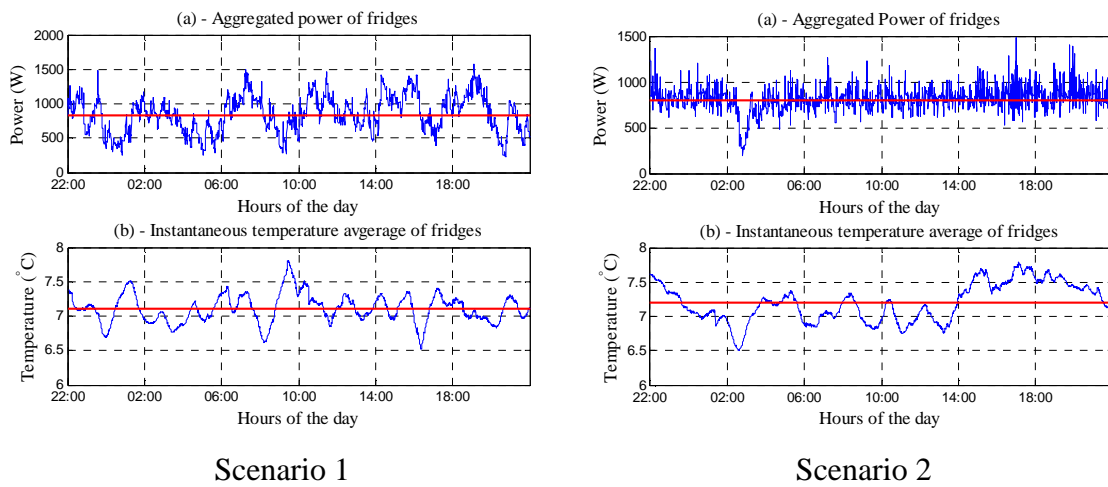 (a) - Aggregated power of fridges
2000
1500
1000
500
0
Power (W)
22:00 02:00 06:00 10:00 14:00 18:00
Hours of the day
(b) - Instantaneous temperature avgerage of fridges
8
7.5
7
6.5
6
Temperature (°C)
22:00 02:00 06:00 10:00 14:00 18:00
Hours of the day
Scenario 1
(a) - Aggregated Power of fridges
1500
1000
500
0
Power (W)
22:00 02:00 06:00 10:00 14:00 18:00
Hours of the day
(b) - Instantaneous temperature average of fridges
8
7.5
7
6.5
6
Temperature (°C)
22:00 02:00 06:00 10:00 14:00 18:00
Hours of the day
Scenario 2